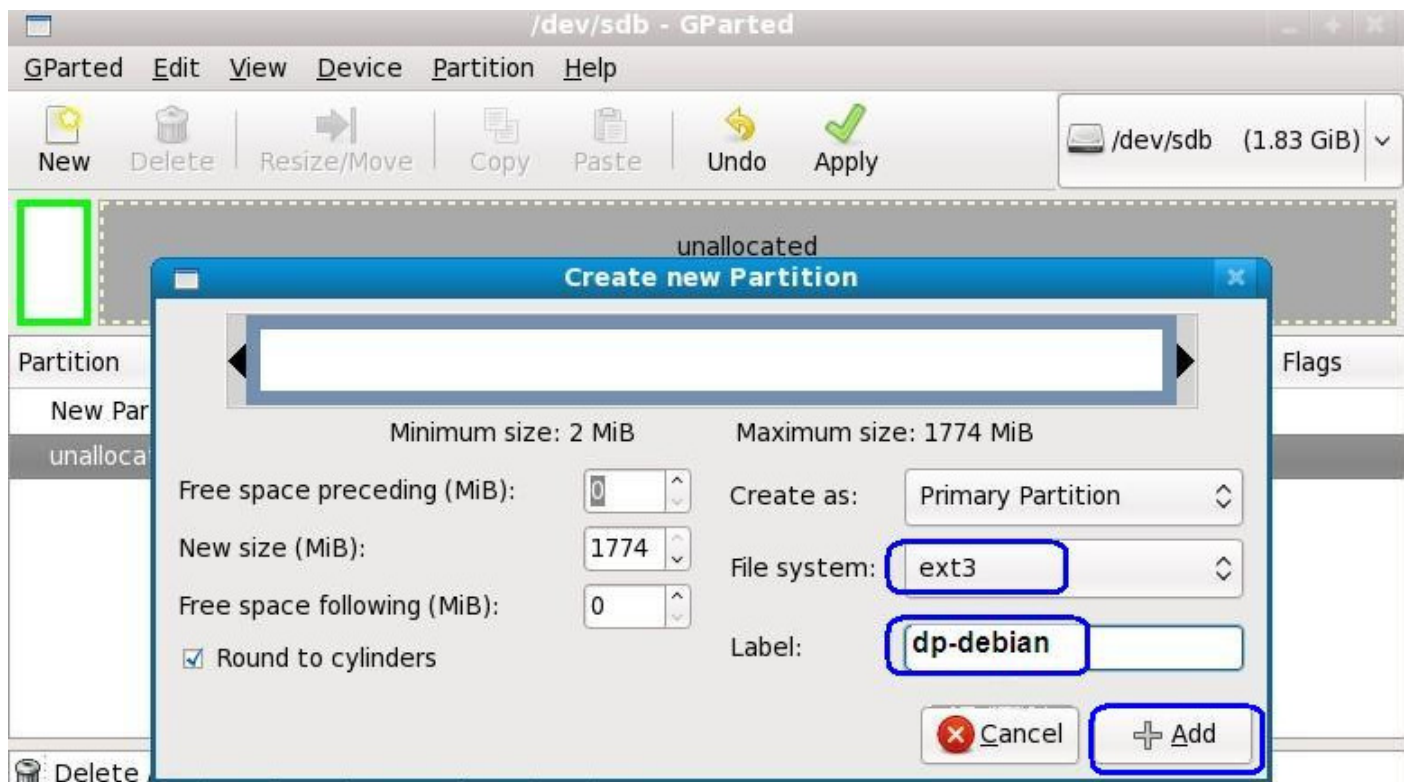 /dev/sdb - GParted
GParted Edit View Device Partition Help
New Delete Resize/Move Copy Paste Undo Apply /dev/sdb (1.83 GiB)
unallocated
Create new Partition
Partition Flags
New Par
Minimum size: 2 MiB Maximum size: 1774 MiB
unalloca
Free space preceding (MiB): 0 Create as: Primary Partition
New size (MiB): 1774 File system: ext3
Free space following (MiB): 0
Round to cylinders Label: dp-debian
Cancel Add
Delete